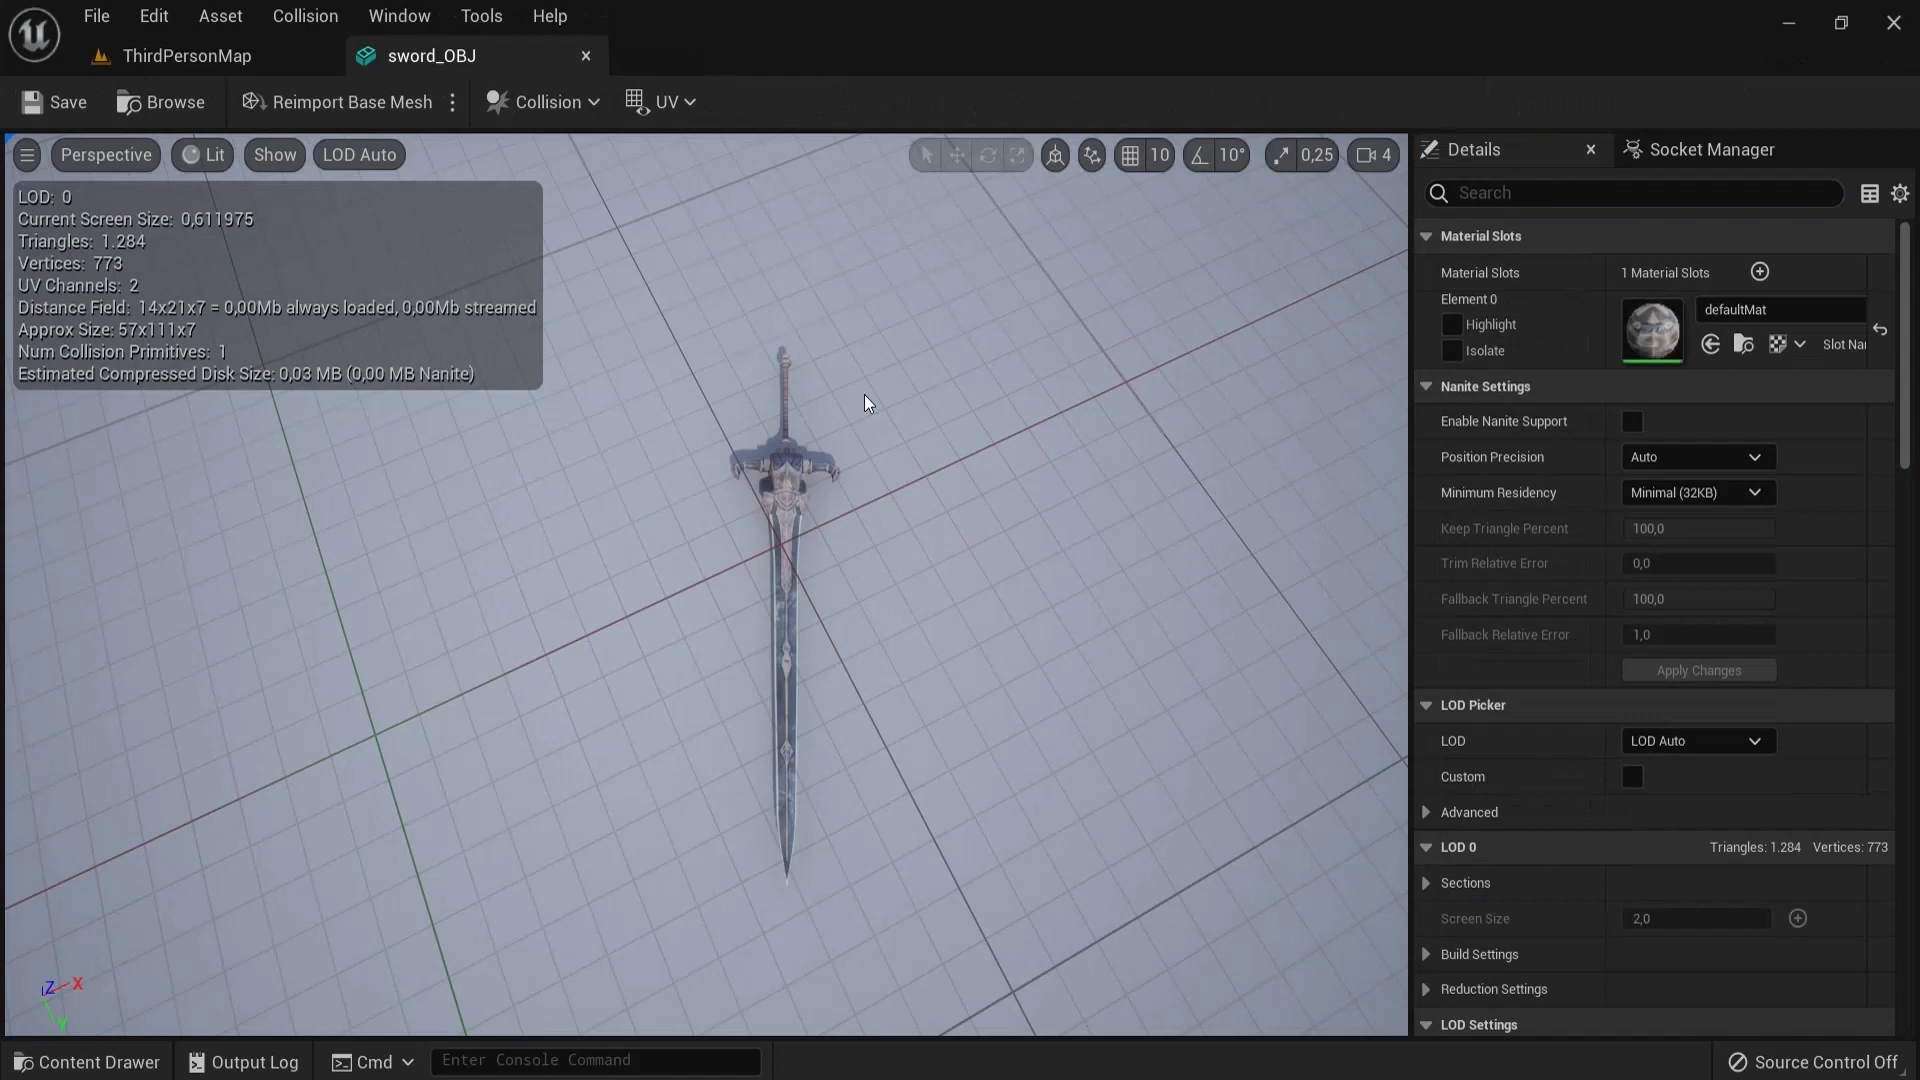 File Edit Asset Collision Window Tools Help
ThirdPersonMap sword_OBJ
Save Browse Reimport Base Mesh Collision UV
Perspective Lit Show LOD Auto 10 10° 0,25 4
LOD: 0
Current Screen Size: 0,611975
Triangles: 1.284
Vertices: 773
UV Channels: 2
Distance Field: 14x21x7 = 0,00Mb always loaded, 0,00Mb streamed
Approx Size: 57x111x7
Num Collision Primitives: 1
Estimated Compressed Disk Size: 0,03 MB (0,00 MB Nanite)
Z X
Y
Details Socket Manager
Search
Material Slots
Material Slots 1 Material Slots
Element 0
defaultMat
Highlight
Isolate
Slot Na
Nanite Settings
Enable Nanite Support
Position Precision Auto
Minimum Residency Minimal (32KB)
Keep Triangle Percent 100,0
Trim Relative Error 0,0
Fallback Triangle Percent 100,0
Fallback Relative Error 1,0
Apply Changes
LOD Picker
LOD LOD Auto
Custom
Advanced
LOD 0 Triangles: 1.284 Vertices: 773
Sections
Screen Size 2,0
Build Settings
Reduction Settings
LOD Settings
Content Drawer Output Log Cmd Enter Console Command Source Control Off